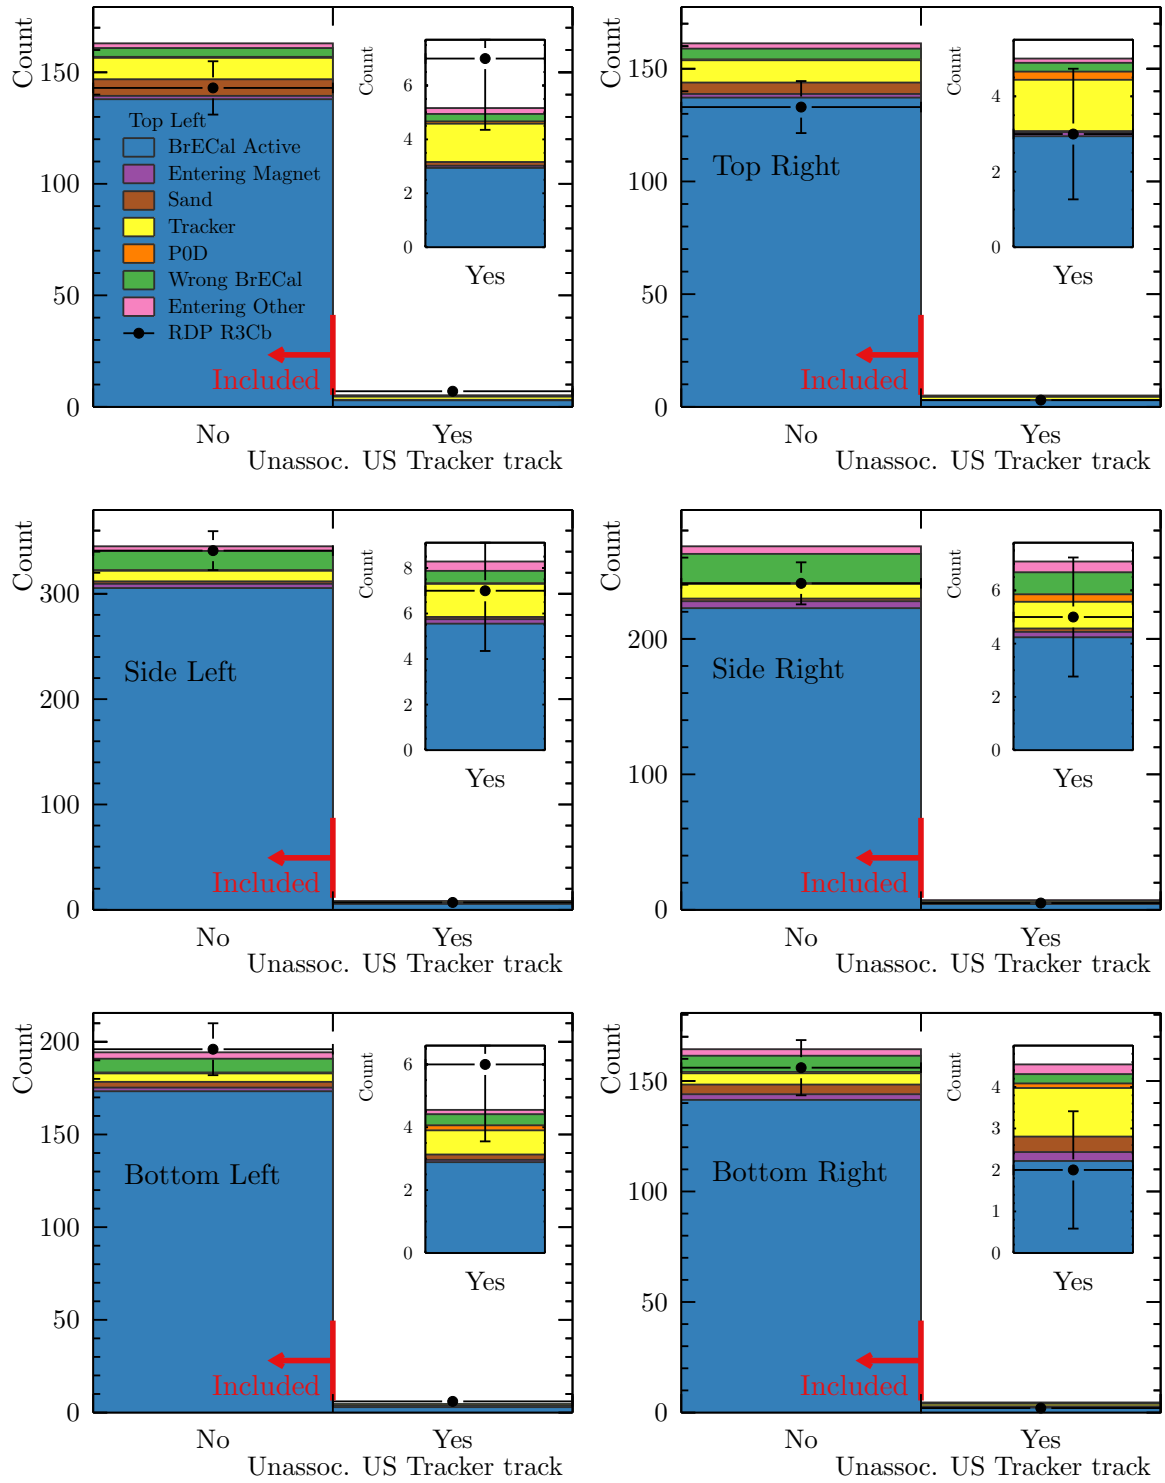 Count
150
100
50
0
Top Left
BrECal Active
Entering Magnet
Sand
Tracker
P0D
Wrong BrECal
Entering Other
RDP R3Cb
Included
Count
6
4
2
0
Yes
No
Yes
Unassoc. US Tracker track
Count
150
100
50
0
Top Right
Included
Count
4
2
0
Yes
No
Yes
Unassoc. US Tracker track
Count
300
200
100
0
Side Left
Included
Count
8
6
4
2
0
Yes
No
Yes
Unassoc. US Tracker track
Count
200
100
0
Side Right
Included
Count
6
4
2
0
Yes
No
Yes
Unassoc. US Tracker track
Count
200
150
100
50
0
Bottom Left
Included
Count
6
4
2
0
Yes
No
Yes
Unassoc. US Tracker track
Count
150
100
50
0
Bottom Right
Included
Count
4
3
2
1
0
Yes
No
Yes
Unassoc. US Tracker track